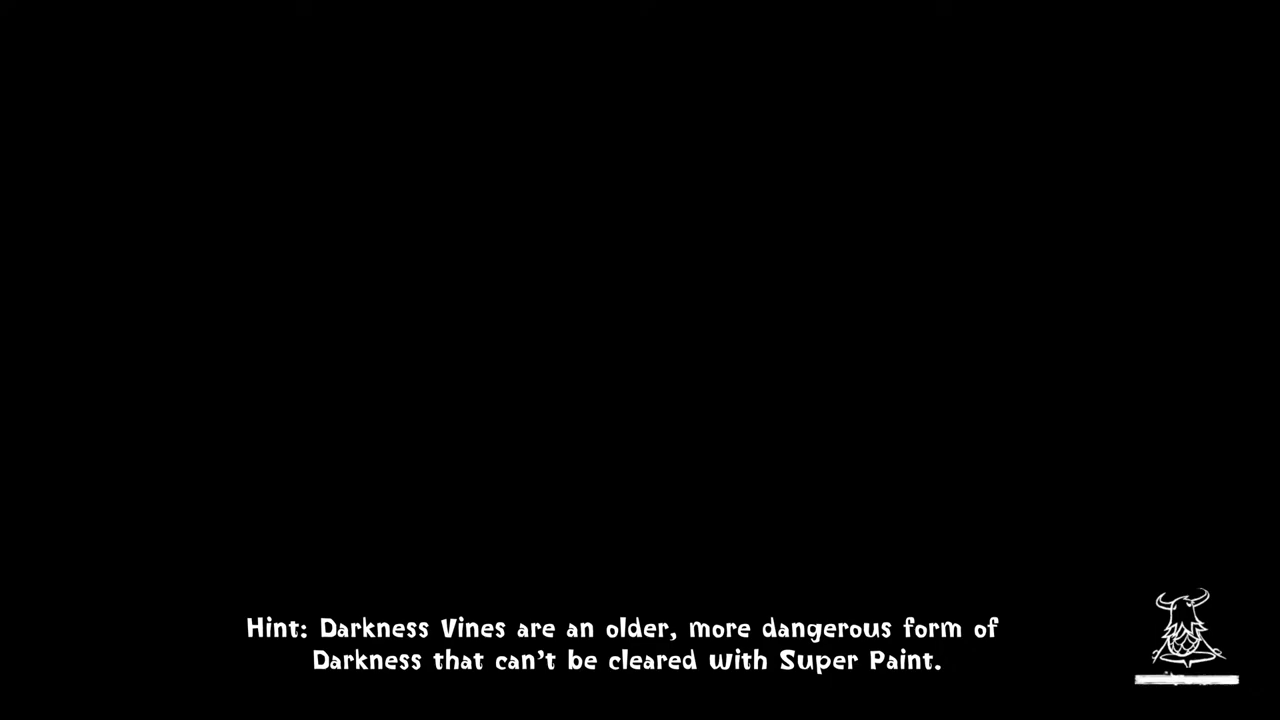 Hint: Darkness Vines are an older, more dangerous form of
Darkness that can't be cleared with Super Paint.